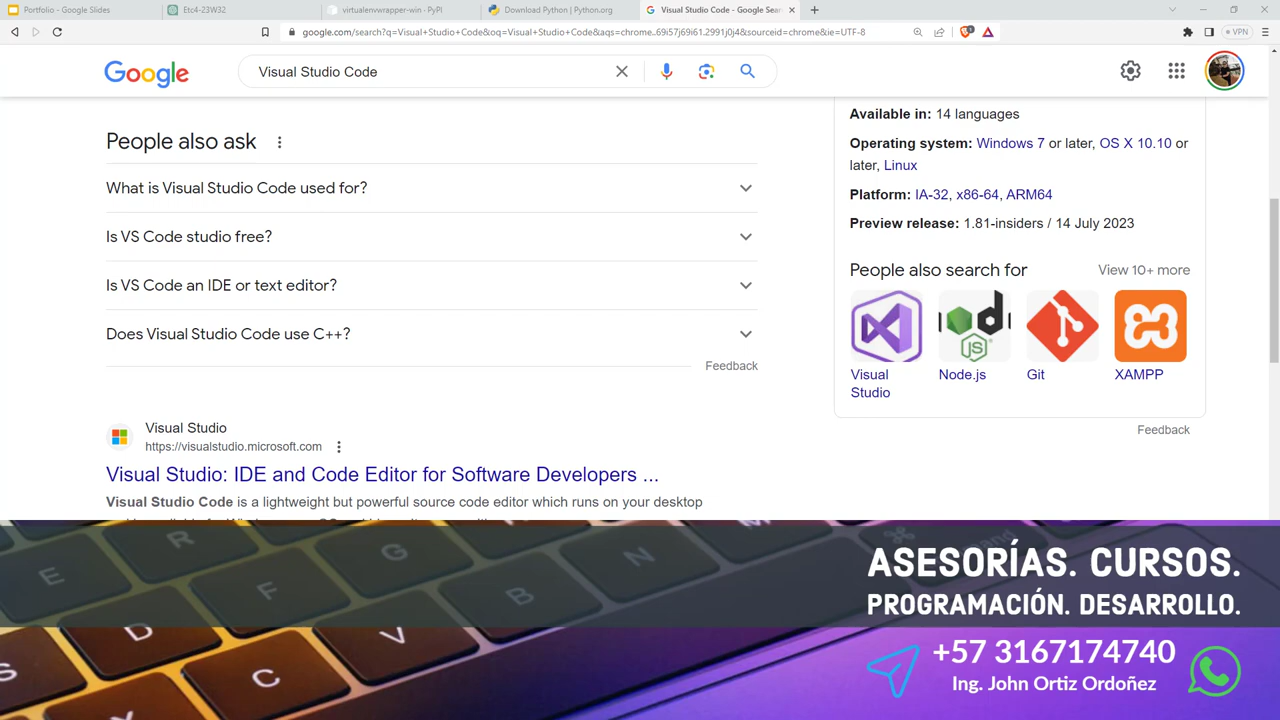 Portfolio - Google Slides
Etc4-23W32
virtualenvwrapper-win · PyPI
Download Python | Python.org
Visual Studio Code - Google Sear
google.com/search?q=Visual+Studio+Code&oq=Visual+Studio+Code&aqs=chrome..69i57j69i61.2991j0j4&sourceid=chrome&ie=UTF-8
VPN
Google
Visual Studio Code
People also ask
What is Visual Studio Code used for?
Is VS Code studio free?
Is VS Code an IDE or text editor?
Does Visual Studio Code use C++?
Feedback
Visual Studio
https://visualstudio.microsoft.com
Visual Studio: IDE and Code Editor for Software Developers ...
Visual Studio Code is a lightweight but powerful source code editor which runs on your desktop
Available in: 14 languages
Operating system: Windows 7 or later, OS X 10.10 or
later, Linux
Platform: IA-32, x86-64, ARM64
Preview release: 1.81-insiders / 14 July 2023
People also search for
View 10+ more
Visual
Studio
Node.js
Git
XAMPP
Feedback
ASESORÍAS. CURSOS.
PROGRAMACIÓN. DESARROLLO.
+57 3167174740
Ing. John Ortiz Ordoñez
E
R
F
G
B
N
M
D
C
V
S
X